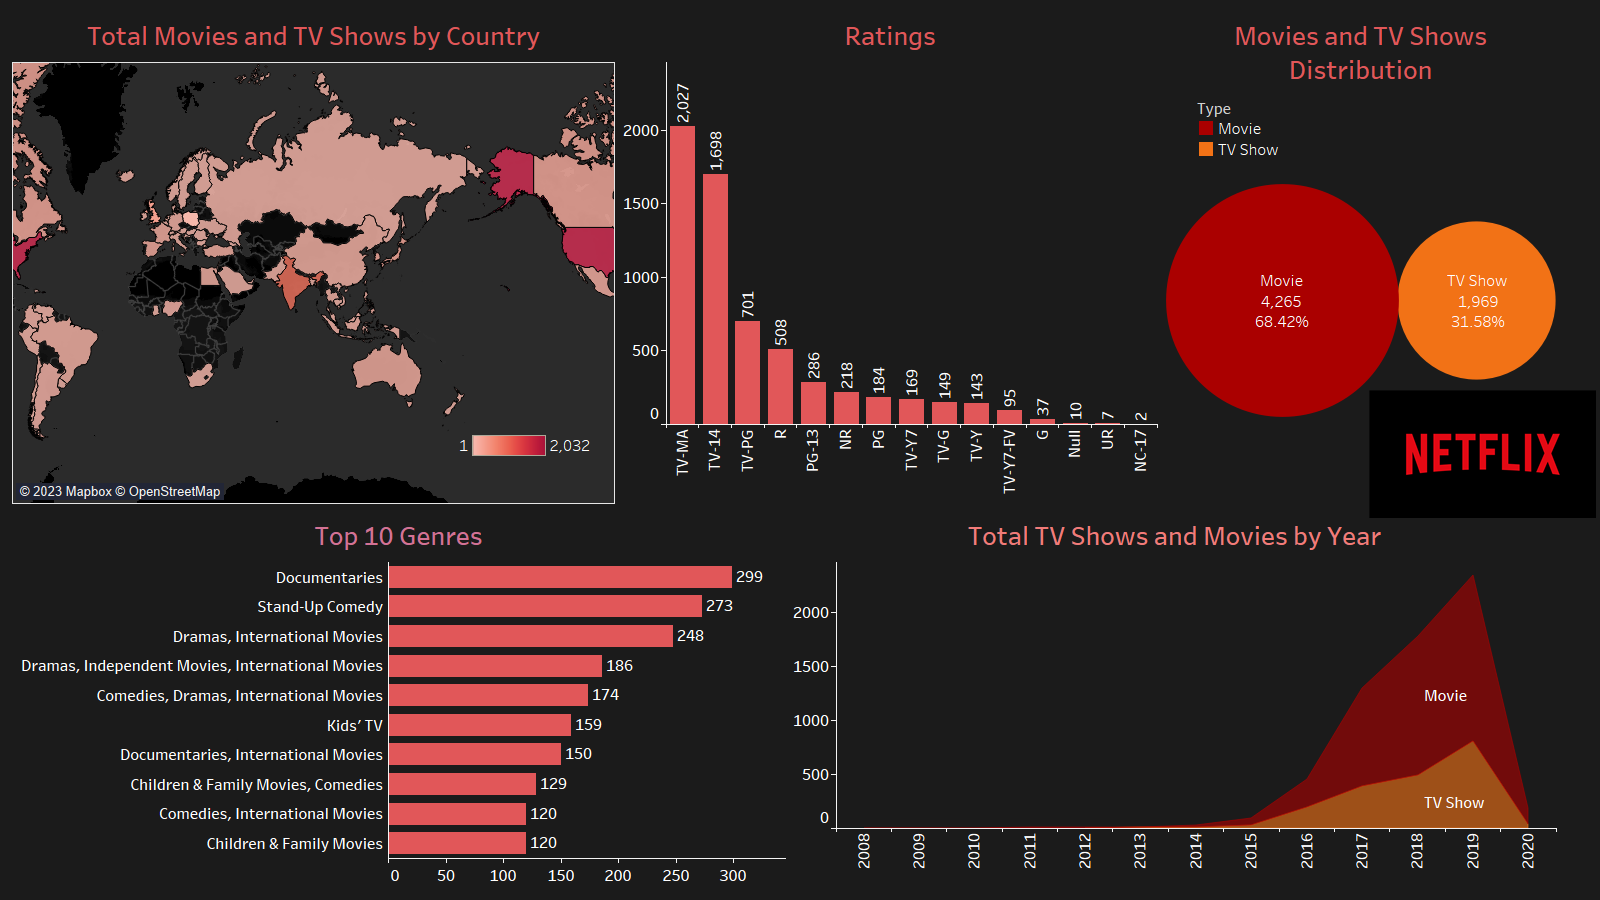 Total Movies and TV Shows by Country
1
2,032
© 2023 Mapbox © OpenStreetMap
Ratings
2000
1500
1000
500
0
2,027
1,698
701
508
286
218
184
169
149
143
95
37
10
7
2
TV-MA
TV-14
TV-PG
R
PG-13
NR
PG
TV-Y7
TV-G
TV-Y
TV-Y7-FV
G
Null
UR
NC-17
Movies and TV Shows
Distribution
Type
Movie
TV Show
Movie
4,265
68.42%
TV Show
1,969
31.58%
NETFLIX
Top 10 Genres
Documentaries 299
Stand-Up Comedy 273
Dramas, International Movies 248
Dramas, Independent Movies, International Movies 186
Comedies, Dramas, International Movies 174
Kids’ TV 159
Documentaries, International Movies 150
Children & Family Movies, Comedies 129
Comedies, International Movies 120
Children & Family Movies 120
0 50 100 150 200 250 300
Total TV Shows and Movies by Year
2000
1500
1000
500
0
Movie
TV Show
2008
2009
2010
2011
2012
2013
2014
2015
2016
2017
2018
2019
2020